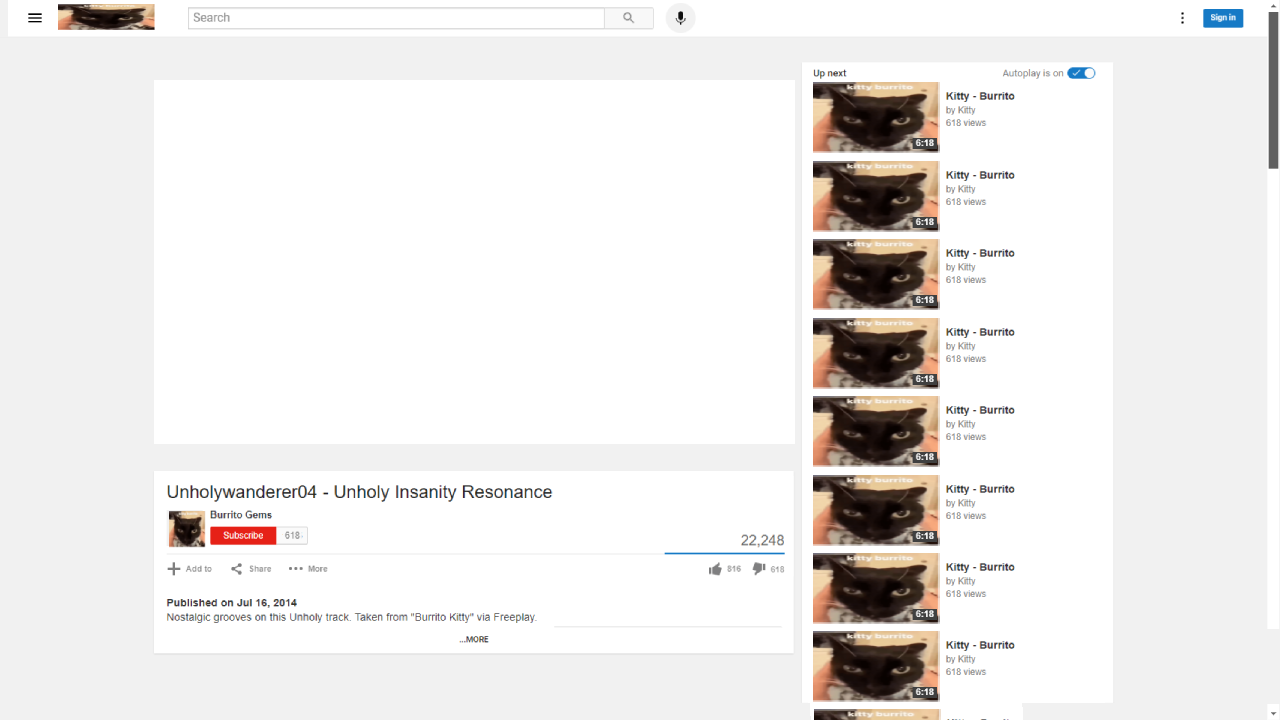 Search
Sign in
Up next
Autoplay is on
kitty burrito
6:18
Kitty - Burrito
by Kitty
618 views
kitty burrito
6:18
Kitty - Burrito
by Kitty
618 views
kitty burrito
6:18
Kitty - Burrito
by Kitty
618 views
kitty burrito
6:18
Kitty - Burrito
by Kitty
618 views
kitty burrito
6:18
Kitty - Burrito
by Kitty
618 views
kitty burrito
6:18
Kitty - Burrito
by Kitty
618 views
kitty burrito
6:18
Kitty - Burrito
by Kitty
618 views
kitty burrito
6:18
Kitty - Burrito
by Kitty
618 views
Unholywanderer04 - Unholy Insanity Resonance
Burrito Gems
Subscribe 618
22,248
Add to Share More 816 618
Published on Jul 16, 2014
Nostalgic grooves on this Unholy track. Taken from "Burrito Kitty" via Freeplay.
...MORE